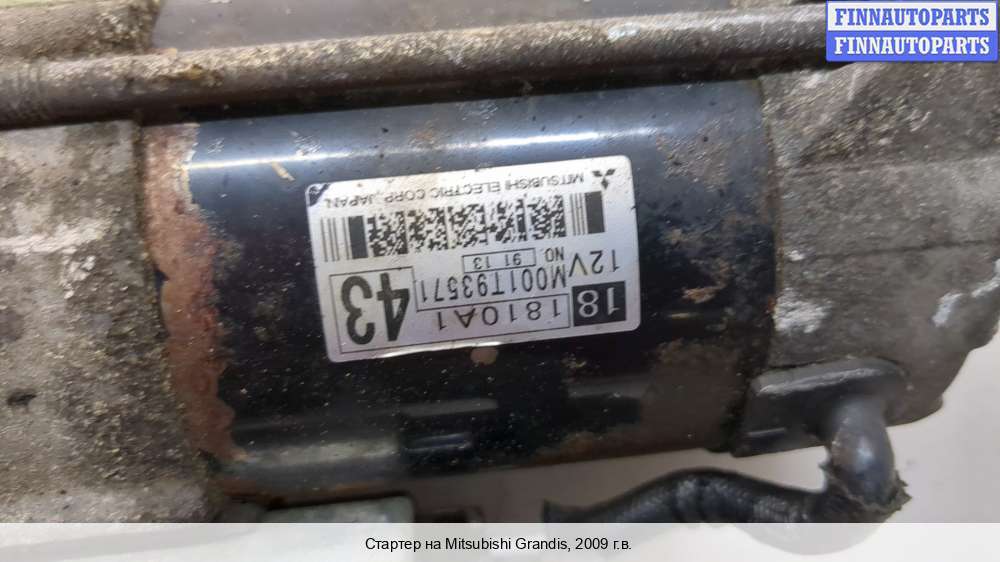 FINNAUTOPARTS
FINNAUTOPARTS
18 1810A1 43
M001T93571
12V NO. 91 13
MITSUBISHI ELECTRIC CORP. JAPAN
Стартер на Mitsubishi Grandis, 2009 г.в.